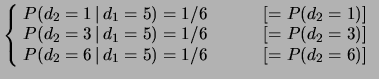 P(d₂ = 1 | d₁ = 5) = 1/6 [= P(d₂ = 1)]
P(d₂ = 3 | d₁ = 5) = 1/6 [= P(d₂ = 3)]
P(d₂ = 6 | d₁ = 5) = 1/6 [= P(d₂ = 6)]